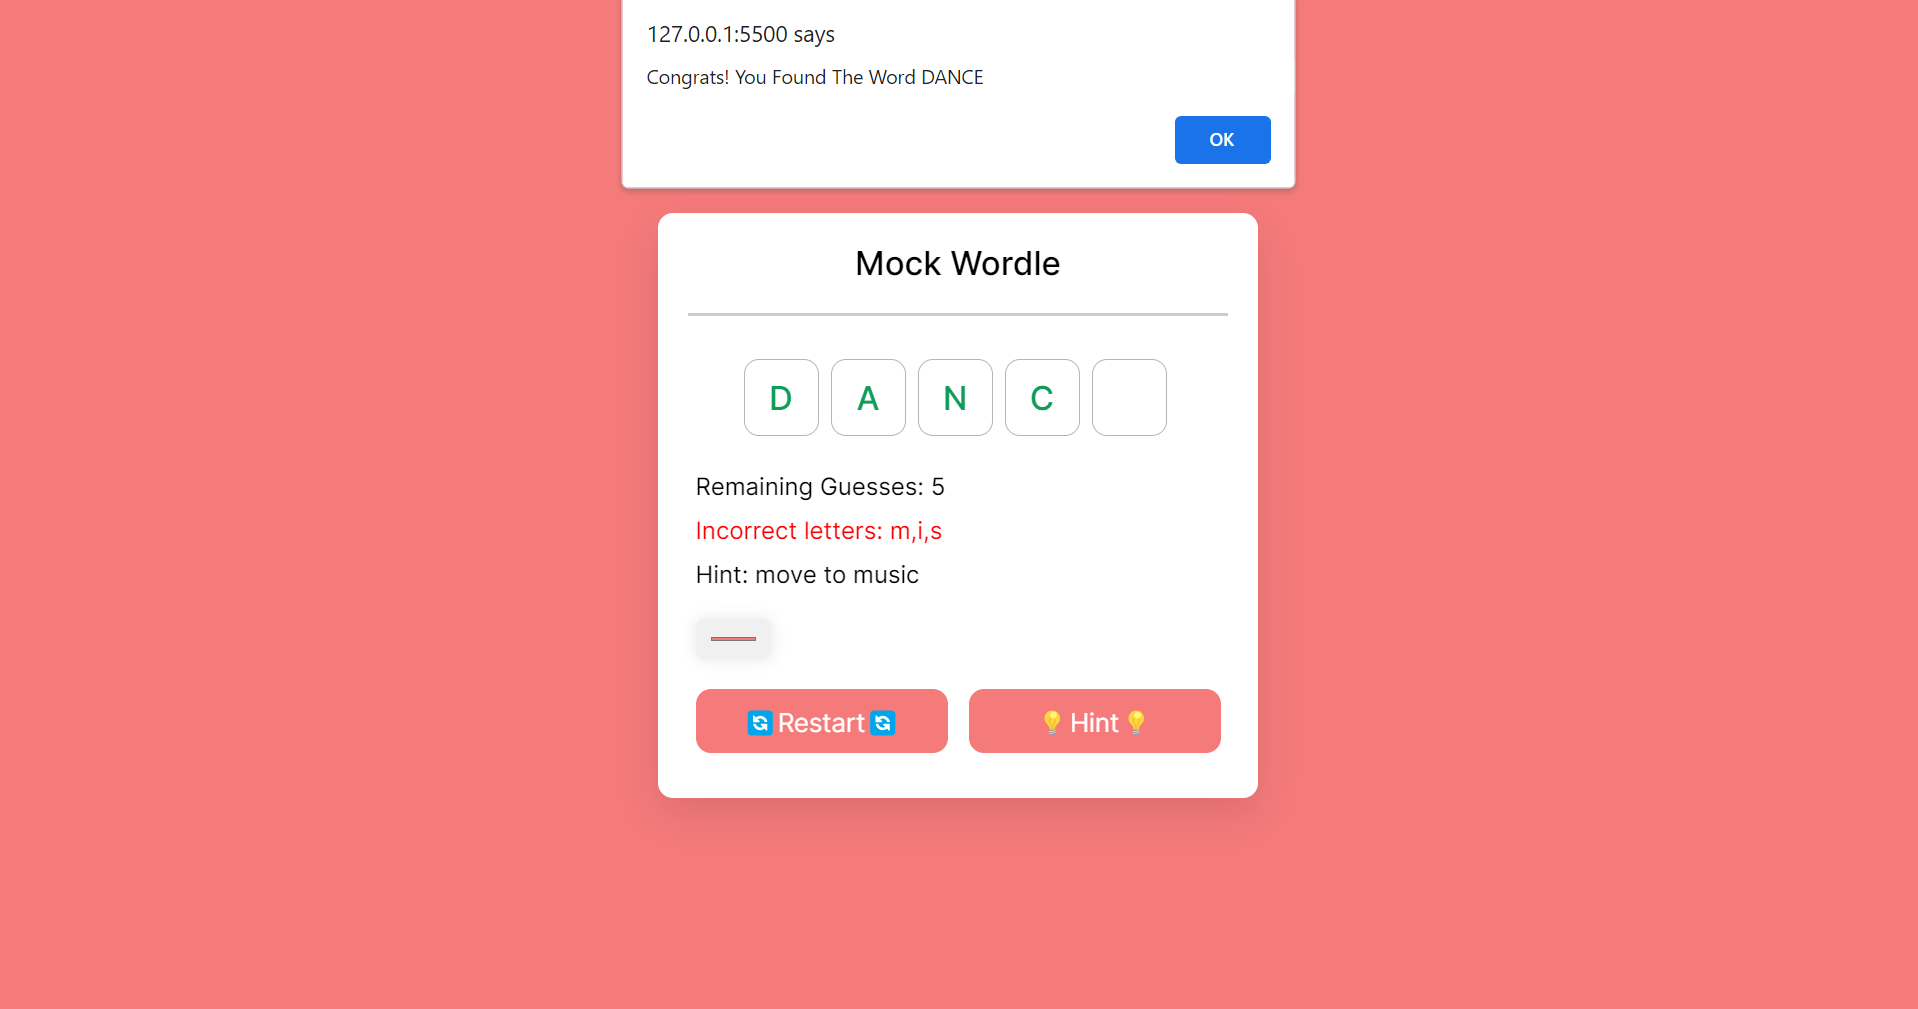 127.0.0.1:5500 says
Congrats! You Found The Word DANCE
OK
Mock Wordle
D A N C
Remaining Guesses: 5
Incorrect letters: m,i,s
Hint: move to music
🔄 Restart 🔄 💡 Hint 💡